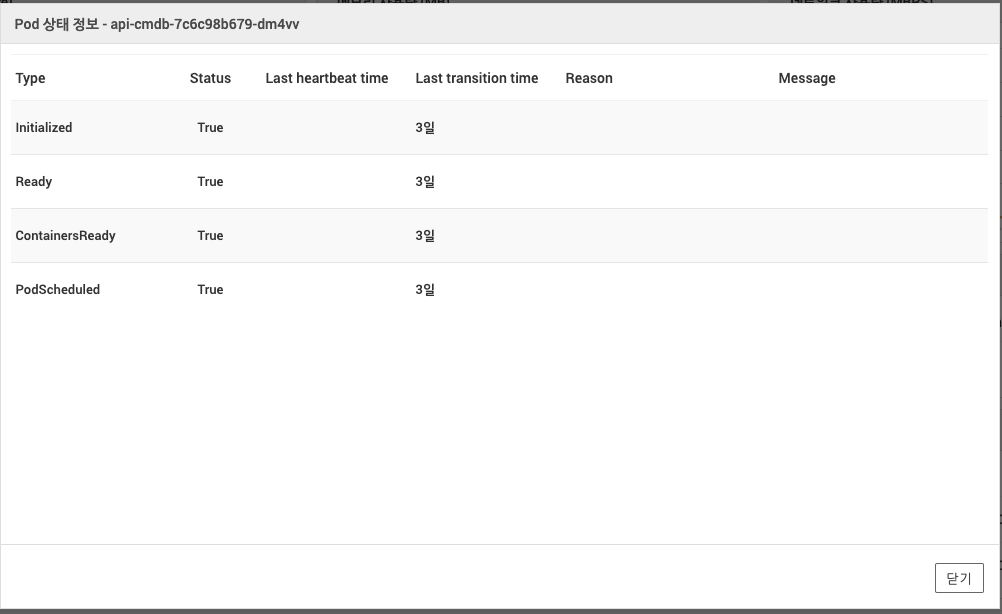 Pod 상태 정보 - api-cmdb-7c6c98b679-dm4vv
Type Status Last heartbeat time Last transition time Reason Message
Initialized True 3일
Ready True 3일
ContainersReady True 3일
PodScheduled True 3일
닫기